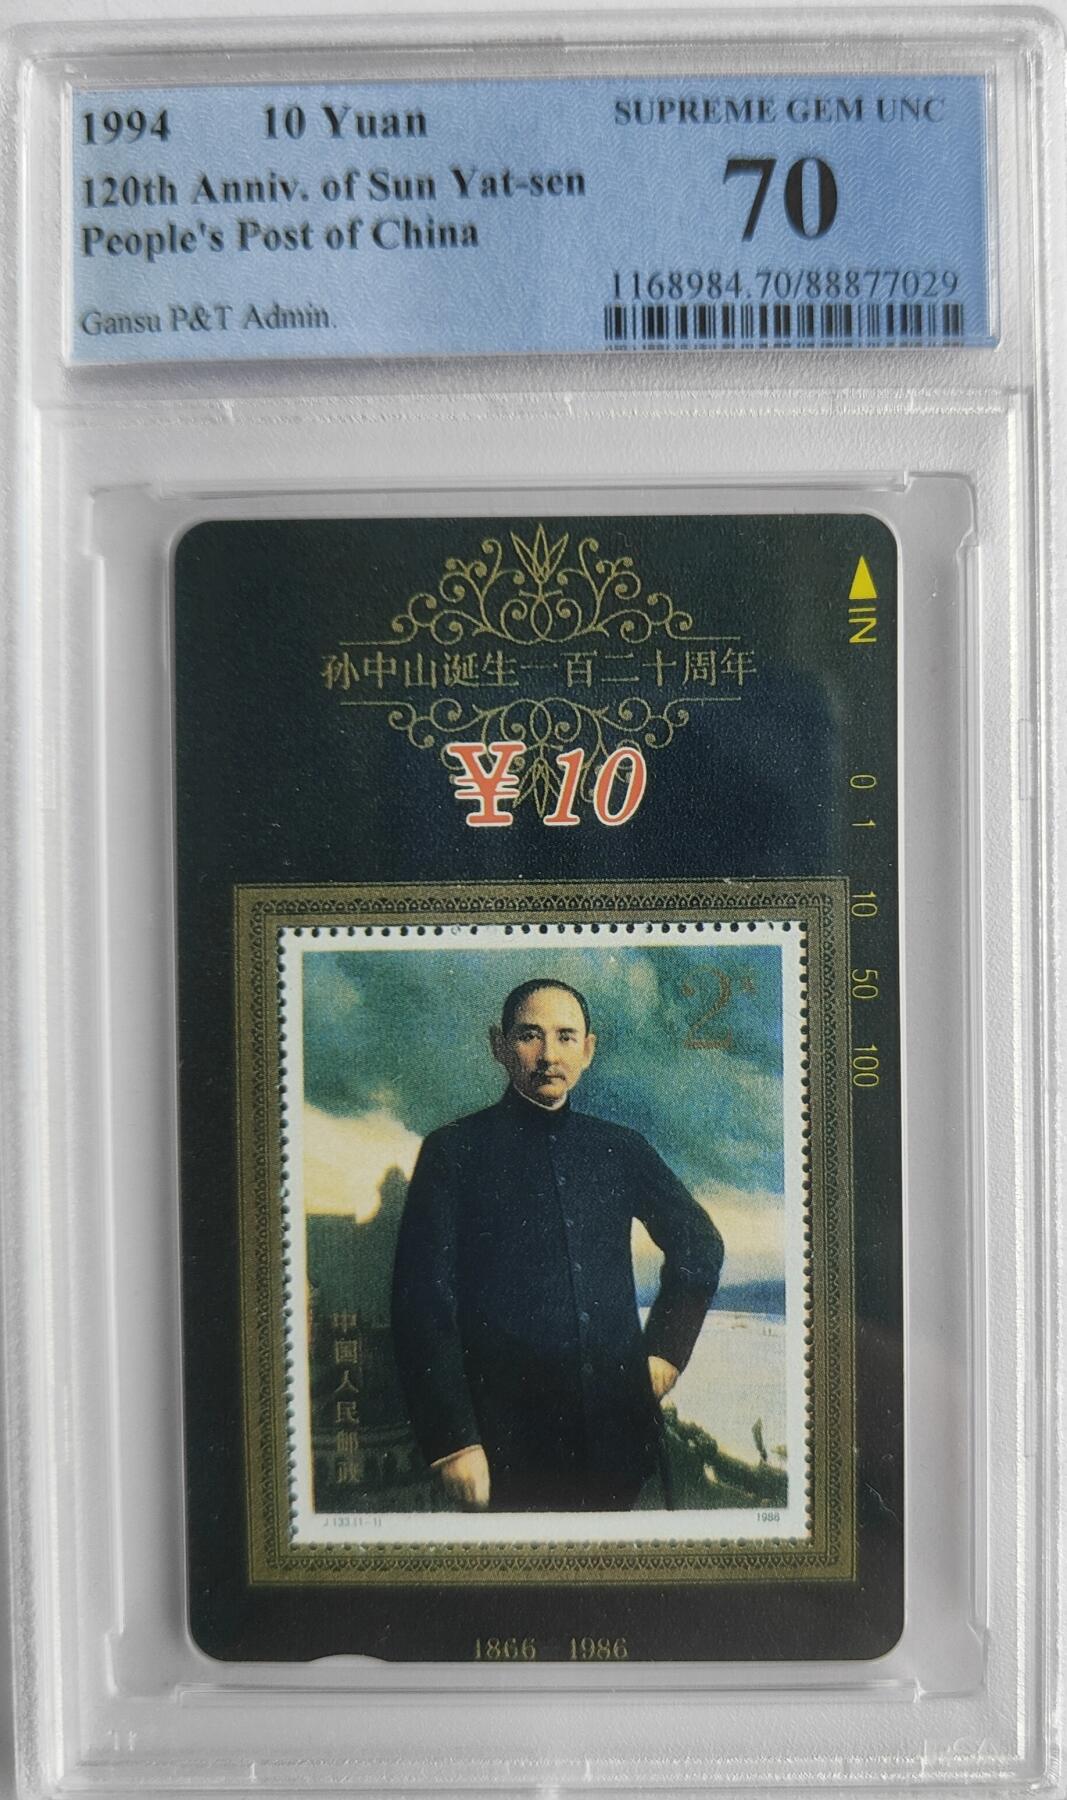 1994 10 Yuan
SUPREME GEM UNC
120th Anniv. of Sun Yat-sen
70
People's Post of China
1168984.70/88877029
Gansu P&T Admin.
IN
孙中山诞生一百二十周年
¥10
0 1 10 50 100
2
中国人民邮政
J.133.(1-1) 1986
1866 1986